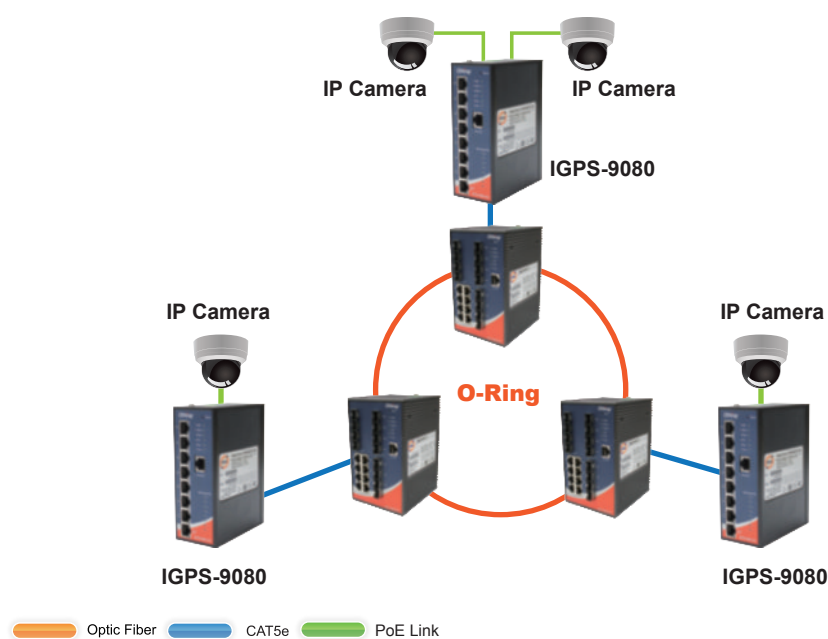 IP Camera
IP Camera
IGPS-9080
IP Camera
IP Camera
O-Ring
IGPS-9080
IGPS-9080
Optic Fiber
CAT5e
PoE Link